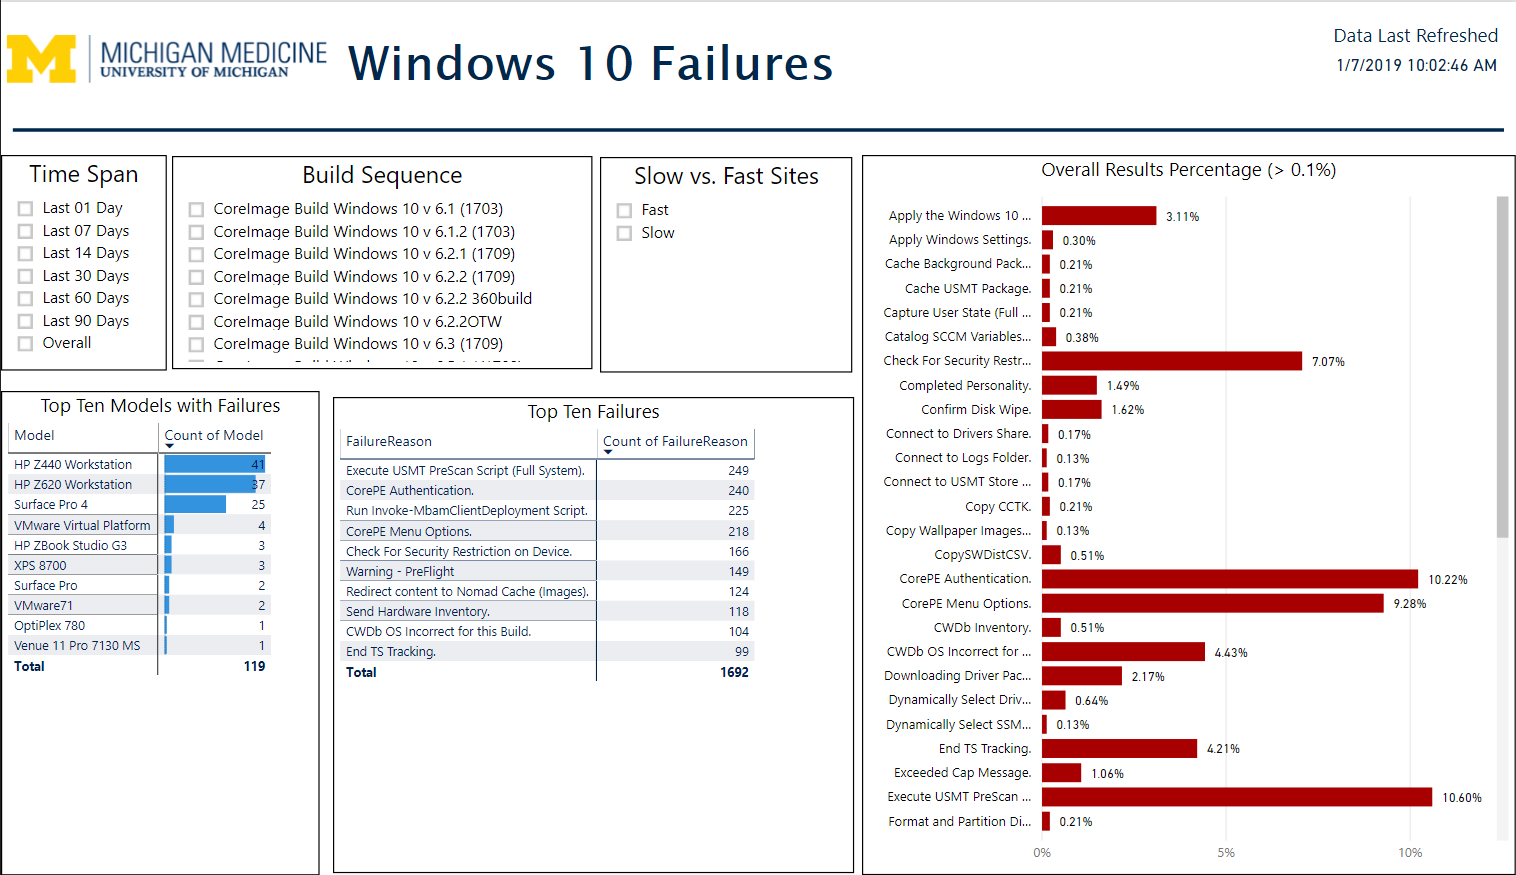 MICHIGAN MEDICINE
UNIVERSITY OF MICHIGAN
Windows 10 Failures
Data Last Refreshed
1/7/2019 10:02:46 AM
Time Span
Last 01 Day
Last 07 Days
Last 14 Days
Last 30 Days
Last 60 Days
Last 90 Days
Overall
Build Sequence
CoreImage Build Windows 10 v 6.1 (1703)
CoreImage Build Windows 10 v 6.1.2 (1703)
CoreImage Build Windows 10 v 6.2.1 (1709)
CoreImage Build Windows 10 v 6.2.2 (1709)
CoreImage Build Windows 10 v 6.2.2 360build
CoreImage Build Windows 10 v 6.2.2OTW
CoreImage Build Windows 10 v 6.3 (1709)
Slow vs. Fast Sites
Fast
Slow
Top Ten Models with Failures
Model Count of Model
HP Z440 Workstation 41
HP Z620 Workstation 37
Surface Pro 4 25
VMware Virtual Platform 4
HP ZBook Studio G3 3
XPS 8700 3
Surface Pro 2
VMware71 2
OptiPlex 780 1
Venue 11 Pro 7130 MS 1
Total 119
Top Ten Failures
FailureReason Count of FailureReason
Execute USMT PreScan Script (Full System). 249
CorePE Authentication. 240
Run Invoke-MbamClientDeployment Script. 225
CorePE Menu Options. 218
Check For Security Restriction on Device. 166
Warning - PreFlight 149
Redirect content to Nomad Cache (Images). 124
Send Hardware Inventory. 118
CWDb OS Incorrect for this Build. 104
End TS Tracking. 99
Total 1692
Overall Results Percentage (> 0.1%)
Apply the Windows 10 ... 3.11%
Apply Windows Settings. 0.30%
Cache Background Pack... 0.21%
Cache USMT Package. 0.21%
Capture User State (Full ... 0.21%
Catalog SCCM Variables... 0.38%
Check For Security Restr... 7.07%
Completed Personality. 1.49%
Confirm Disk Wipe. 1.62%
Connect to Drivers Share. 0.17%
Connect to Logs Folder. 0.13%
Connect to USMT Store ... 0.17%
Copy CCTK. 0.21%
Copy Wallpaper Images... 0.13%
CopySWDistCSV. 0.51%
CorePE Authentication. 10.22%
CorePE Menu Options. 9.28%
CWDb Inventory. 0.51%
CWDb OS Incorrect for ... 4.43%
Downloading Driver Pac... 2.17%
Dynamically Select Driv... 0.64%
Dynamically Select SSM... 0.13%
End TS Tracking. 4.21%
Exceeded Cap Message. 1.06%
Execute USMT PreScan ... 10.60%
Format and Partition Di... 0.21%
0% 5% 10%